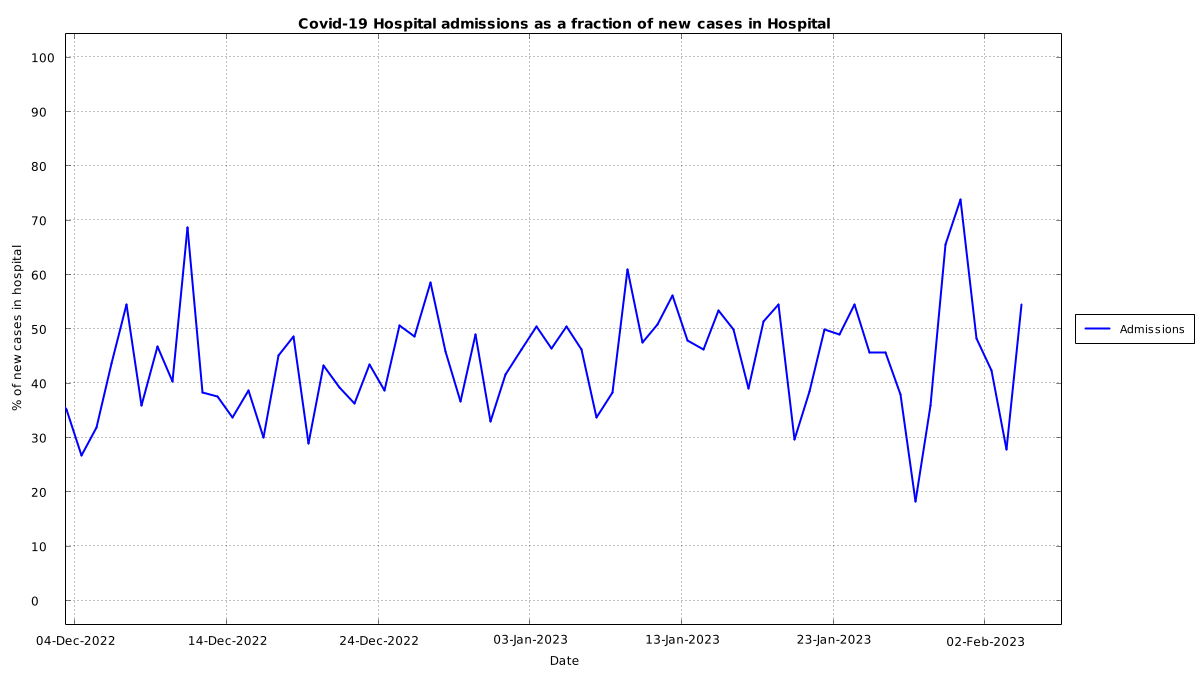 Covid-19 Hospital admissions as a fraction of new cases in Hospital
100
90
80
70
60
50
40
30
20
10
0
% of new cases in hospital
04-Dec-2022
14-Dec-2022
24-Dec-2022
03-Jan-2023
13-Jan-2023
23-Jan-2023
02-Feb-2023
Date
Admissions